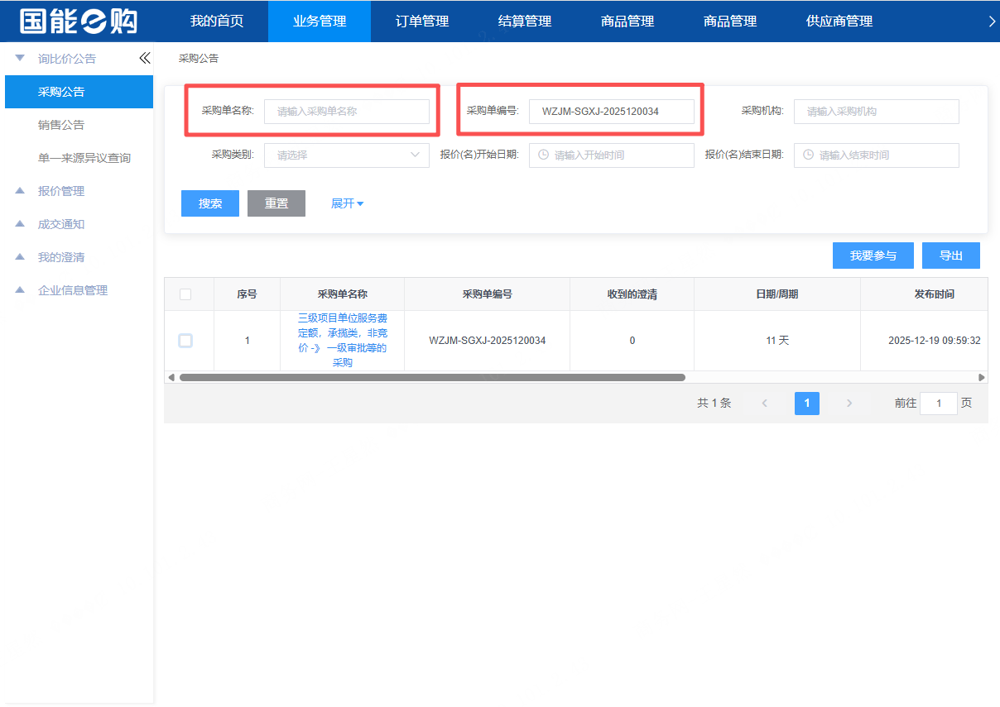 国能e购
我的首页
业务管理
订单管理
结算管理
商品管理
商品管理
供应商管理
询比价公告
采购公告
销售公告
单一来源异议查询
报价管理
成交通知
我的澄清
企业信息管理
采购公告
采购单名称: 请输入采购单名称
采购单编号: WZJM-SGXJ-2025120034
采购机构: 请输入采购机构
采购类别: 请选择
报价(名)开始日期: 请输入开始时间
报价(名)结束日期: 请输入结束时间
搜索
重置
展开
我要参与
导出
序号
采购单名称
采购单编号
收到的澄清
日期/周期
发布时间
1
三级项目单位服务费
定额，承揽类，非竞
价 -》 一级审批等的
采购
WZJM-SGXJ-2025120034
0
11 天
2025-12-19 09:59:32
共 1 条
1
前往 1 页